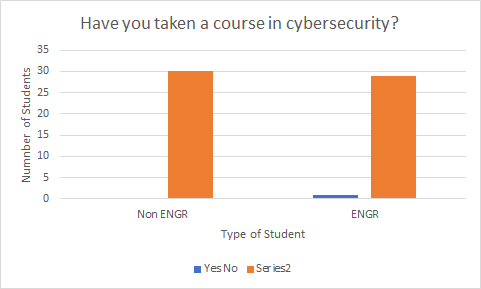 Have you taken a course in cybersecurity?
35
30
25
20
15
10
5
0
Numnber of Students
Non ENGR
ENGR
Type of Student
Yes No
Series2